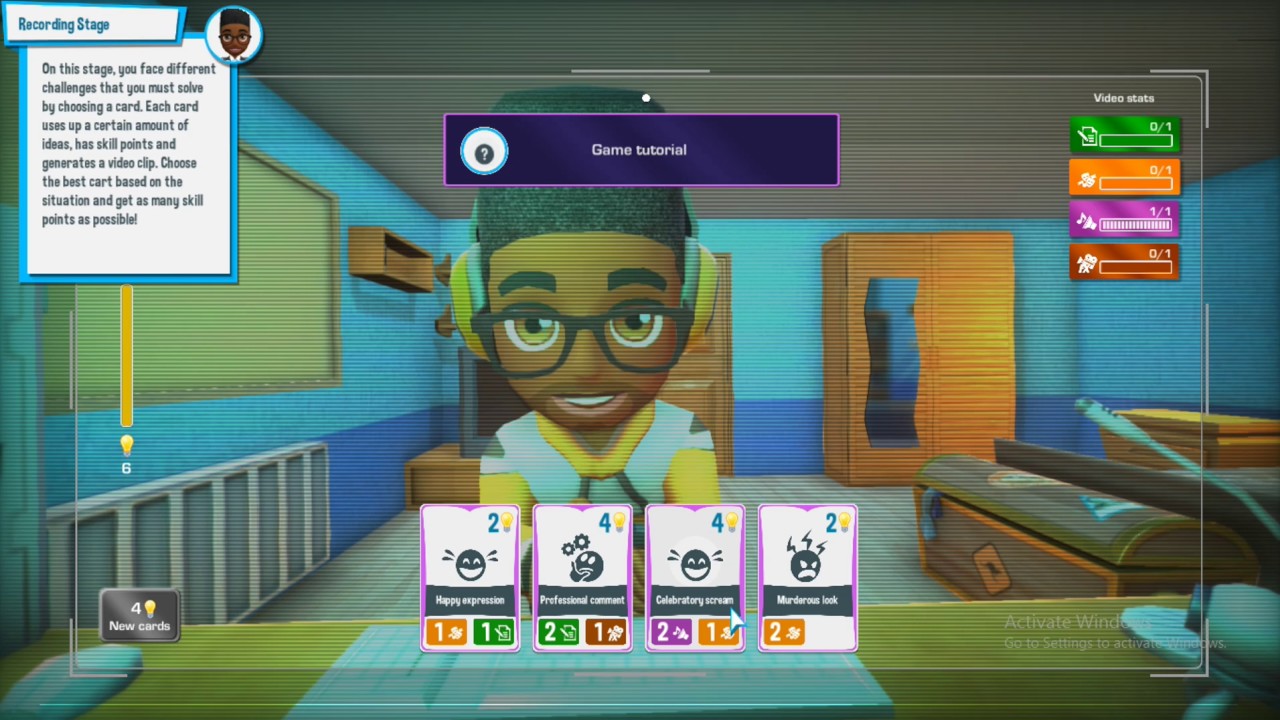 Recording Stage
On this stage, you face different
challenges that you must solve
by choosing a card. Each card
uses up a certain amount of
ideas, has skill points and
generates a video clip. Choose
the best cart based on the
situation and get as many skill
points as possible!
Game tutorial
Video stats
0/1
0/1
1/1
0/1
6
4
New cards
2
Happy expression
1 1
4
Professional comment
2 1
4
Celebratory scream
2 1
2
Murderous look
2
Activate Windows
Go to Settings to activate Windows.